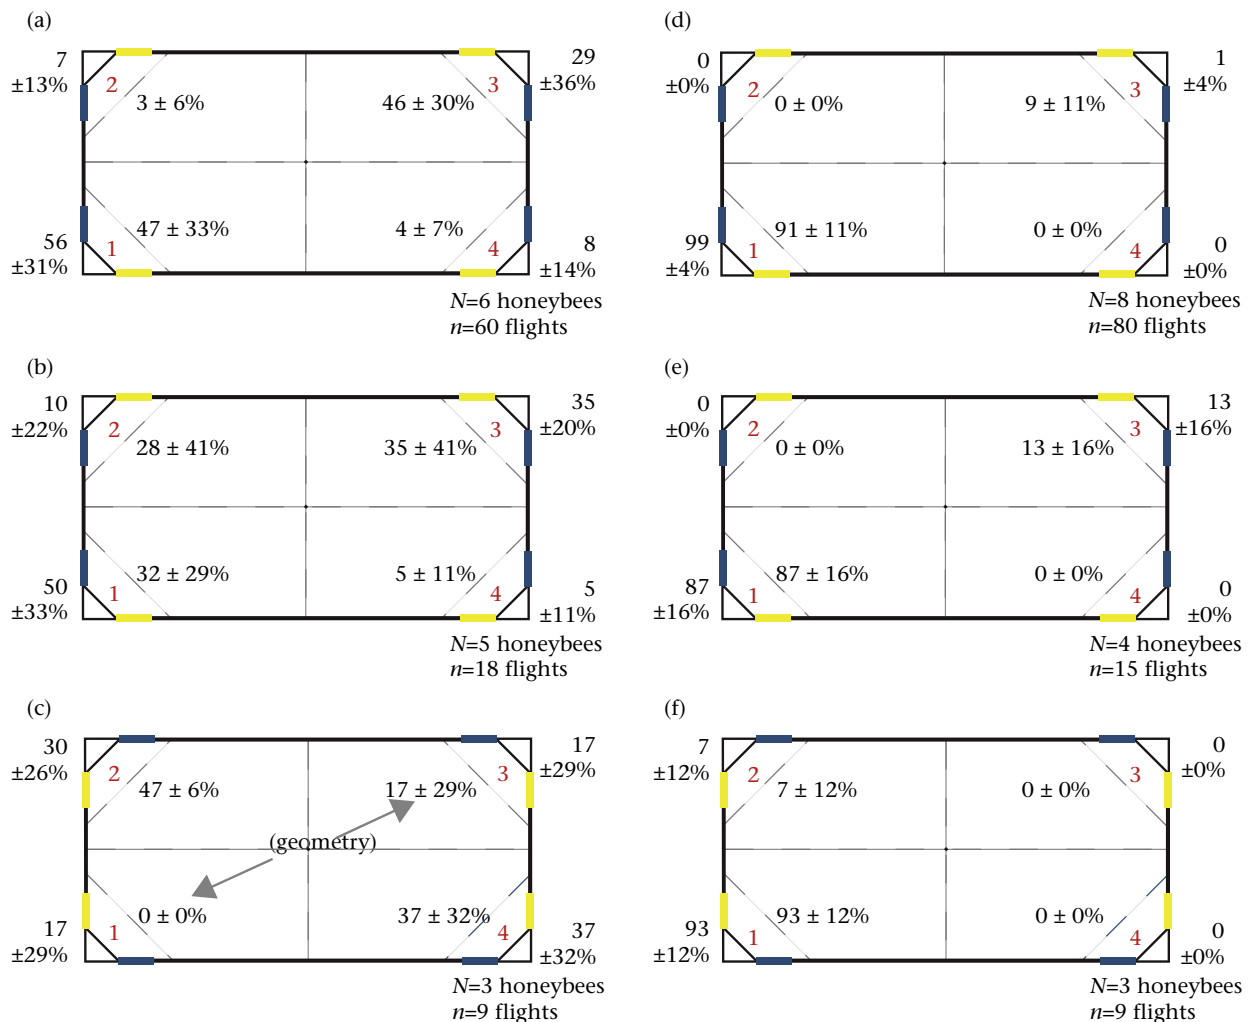 (a)
7
±13%
2
3 ± 6%
46 ± 30%
3
29
±36%
56
±31%
1
47 ± 33%
4 ± 7%
4
8
±14%
N=6 honeybees
n=60 flights
(d)
0
±0%
2
0 ± 0%
9 ± 11%
3
1
±4%
99
±4%
1
91 ± 11%
0 ± 0%
4
0
±0%
N=8 honeybees
n=80 flights
(b)
10
±22%
2
28 ± 41%
35 ± 41%
3
35
±20%
50
±33%
1
32 ± 29%
5 ± 11%
4
5
±11%
N=5 honeybees
n=18 flights
(e)
0
±0%
2
0 ± 0%
13 ± 16%
3
13
±16%
87
±16%
1
87 ± 16%
0 ± 0%
4
0
±0%
N=4 honeybees
n=15 flights
(c)
30
±26%
2
47 ± 6%
17 ± 29%
3
17
±29%
(geometry)
17
±29%
1
0 ± 0%
37 ± 32%
4
37
±32%
N=3 honeybees
n=9 flights
(f)
7
±12%
2
7 ± 12%
0 ± 0%
3
0
±0%
93
±12%
1
93 ± 12%
0 ± 0%
4
0
±0%
N=3 honeybees
n=9 flights